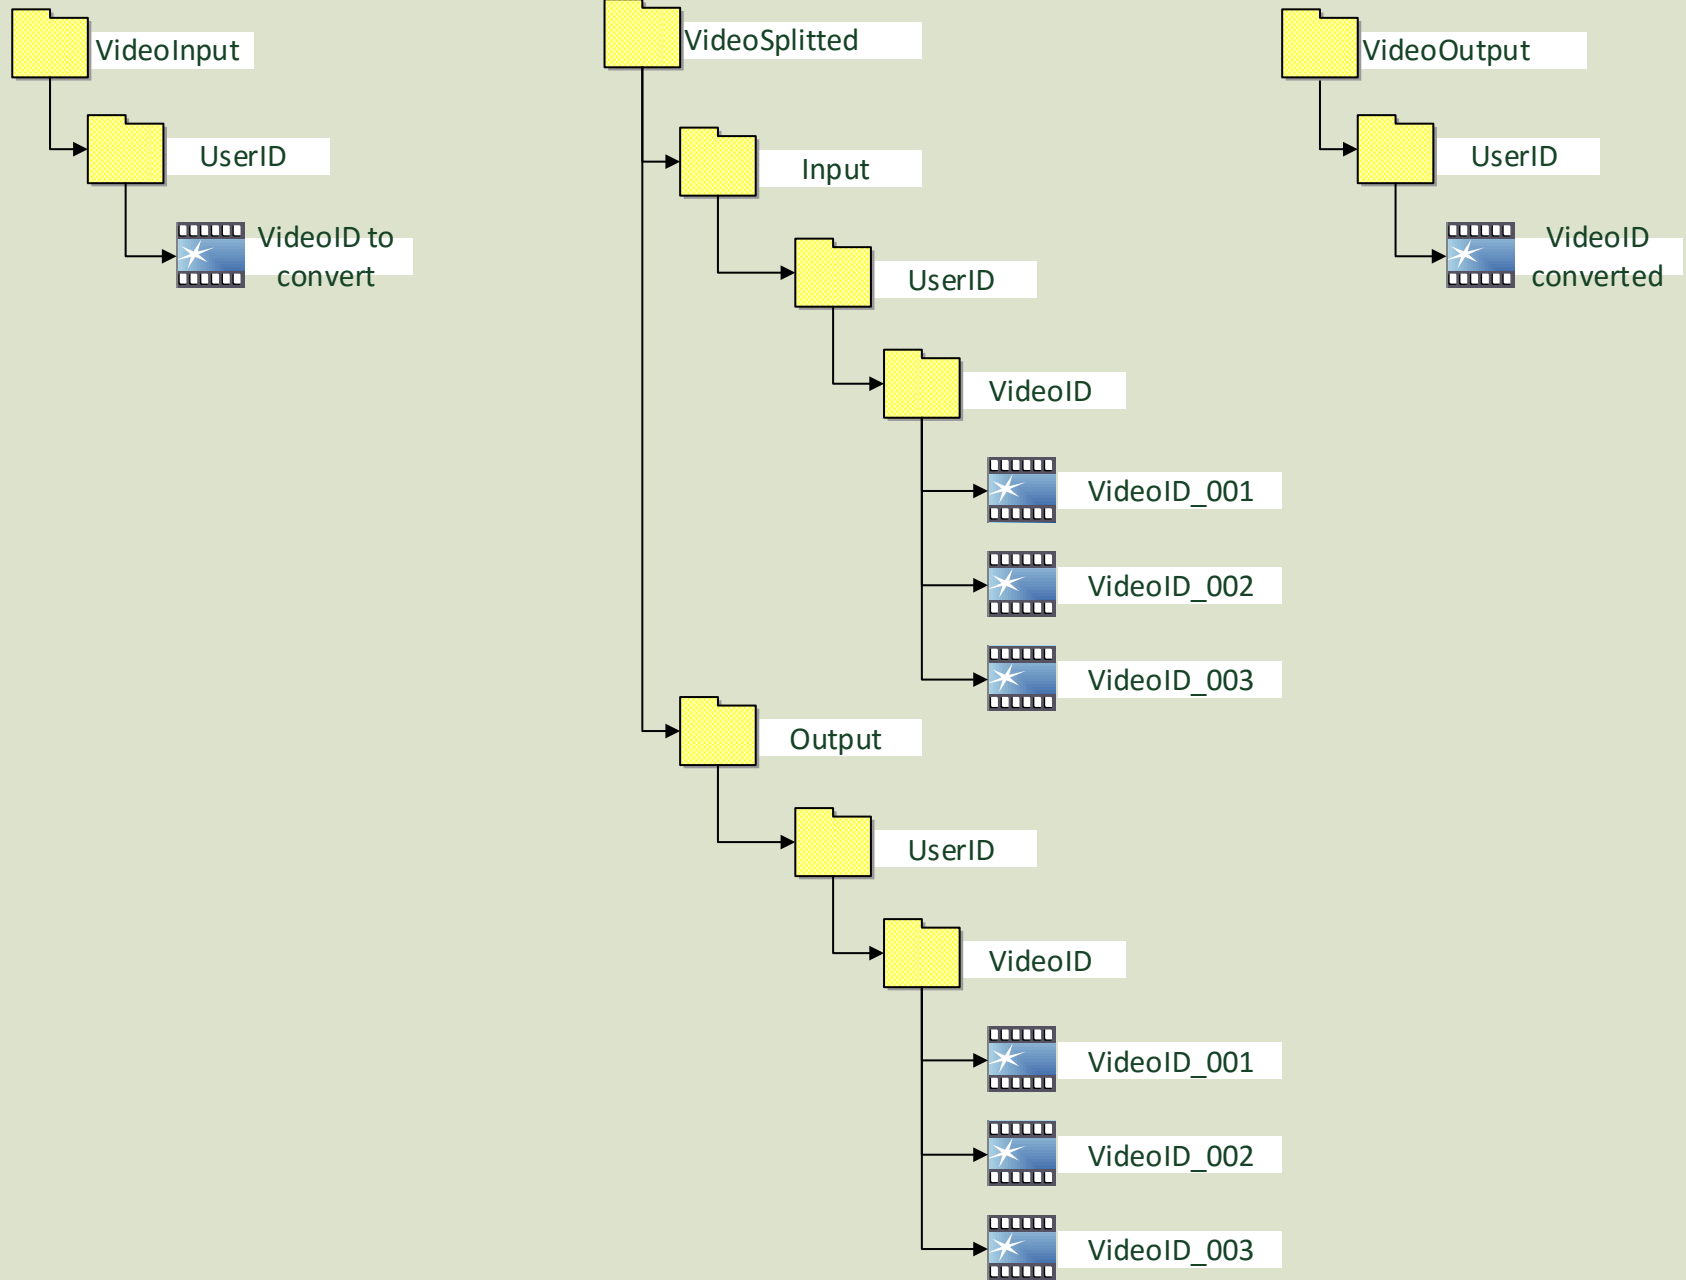 VideoInput
UserID
VideoID to
convert
VideoSplitted
Input
UserID
VideoID
VideoID_001
VideoID_002
VideoID_003
Output
UserID
VideoID
VideoID_001
VideoID_002
VideoID_003
VideoOutput
UserID
VideoID
converted